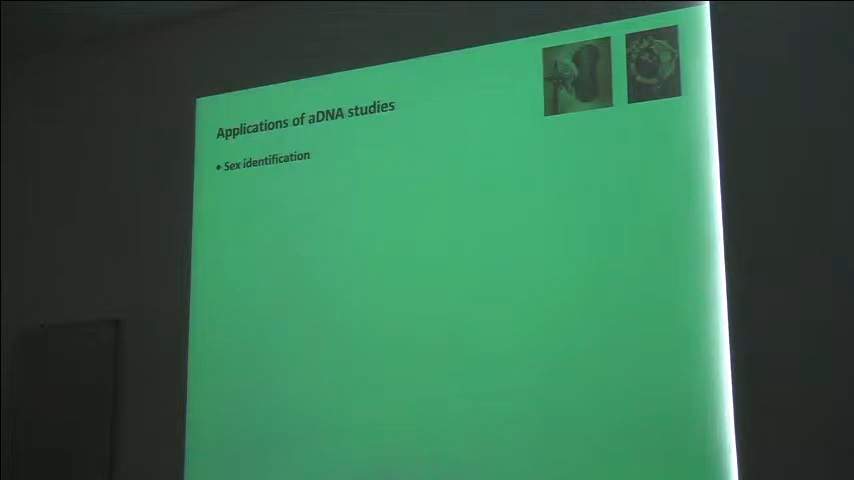 Applications of aDNA studies
• Sex identification